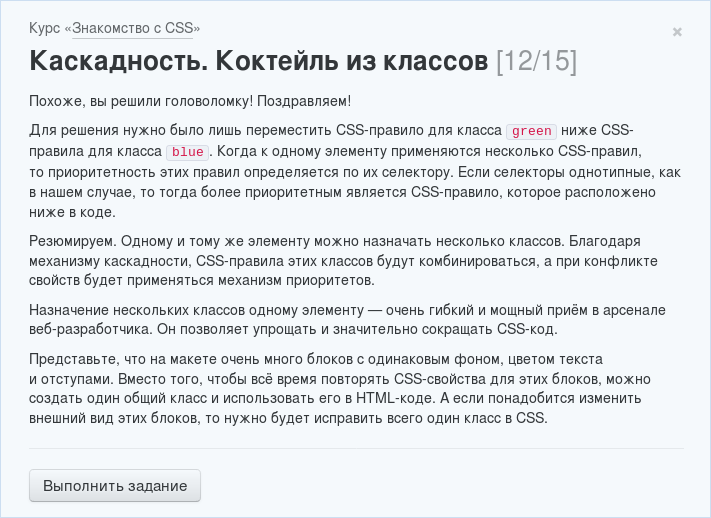 Курс «Знакомство с CSS»
×
Каскадность. Коктейль из классов [12/15]
Похоже, вы решили головоломку! Поздравляем!
Для решения нужно было лишь переместить CSS-правило для класса green ниже CSS-
правила для класса blue. Когда к одному элементу применяются несколько CSS-правил,
то приоритетность этих правил определяется по их селектору. Если селекторы однотипные, как
в нашем случае, то тогда более приоритетным является CSS-правило, которое расположено
ниже в коде.
Резюмируем. Одному и тому же элементу можно назначать несколько классов. Благодаря
механизму каскадности, CSS-правила этих классов будут комбинироваться, а при конфликте
свойств будет применяться механизм приоритетов.
Назначение нескольких классов одному элементу — очень гибкий и мощный приём в арсенале
веб-разработчика. Он позволяет упрощать и значительно сокращать CSS-код.
Представьте, что на макете очень много блоков с одинаковым фоном, цветом текста
и отступами. Вместо того, чтобы всё время повторять CSS-свойства для этих блоков, можно
создать один общий класс и использовать его в HTML-коде. А если понадобится изменить
внешний вид этих блоков, то нужно будет исправить всего один класс в CSS.
Выполнить задание